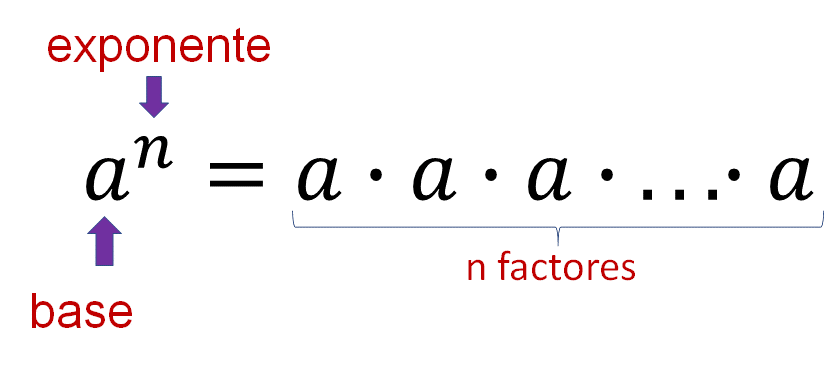 exponente
aⁿ = a · a · a · …· a
n factores
base